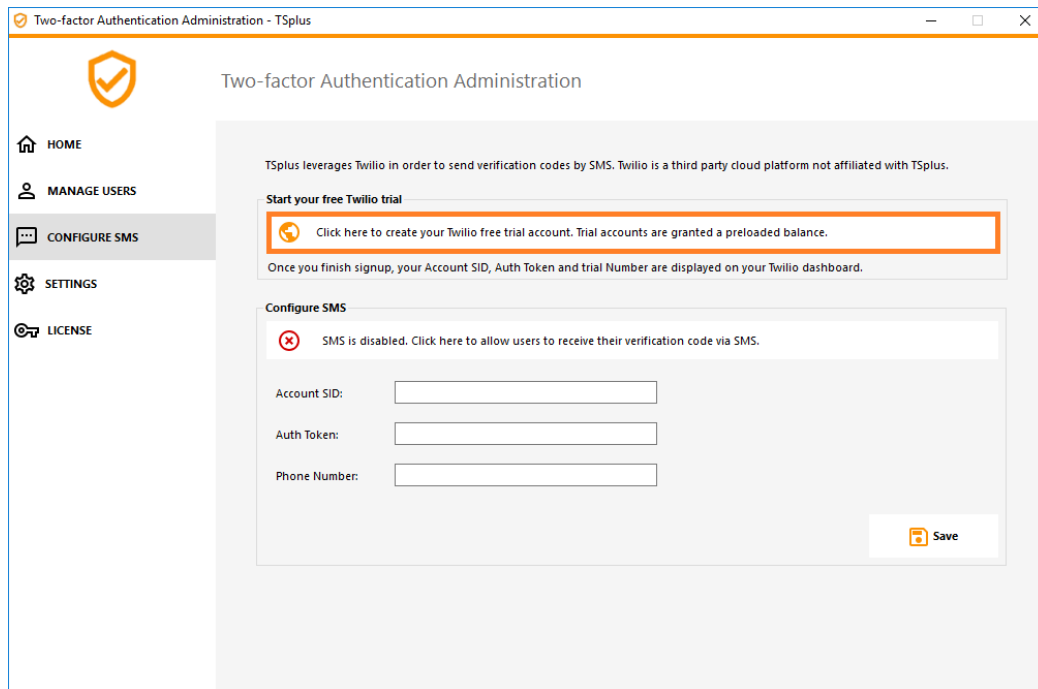 Two-factor Authentication Administration - TSplus
Two-factor Authentication Administration
HOME
MANAGE USERS
CONFIGURE SMS
SETTINGS
LICENSE
TSplus leverages Twilio in order to send verification codes by SMS. Twilio is a third party cloud platform not affiliated with TSplus.
Start your free Twilio trial
Click here to create your Twilio free trial account. Trial accounts are granted a preloaded balance.
Once you finish signup, your Account SID, Auth Token and trial Number are displayed on your Twilio dashboard.
Configure SMS
SMS is disabled. Click here to allow users to receive their verification code via SMS.
Account SID:
Auth Token:
Phone Number:
Save